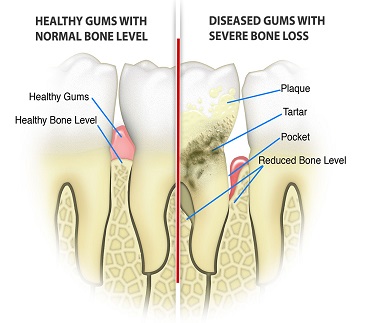 HEALTHY GUMS WITH
NORMAL BONE LEVEL
DISEASED GUMS WITH
SEVERE BONE LOSS
Healthy Gums
Healthy Bone Level
Plaque
Tartar
Pocket
Reduced Bone Level